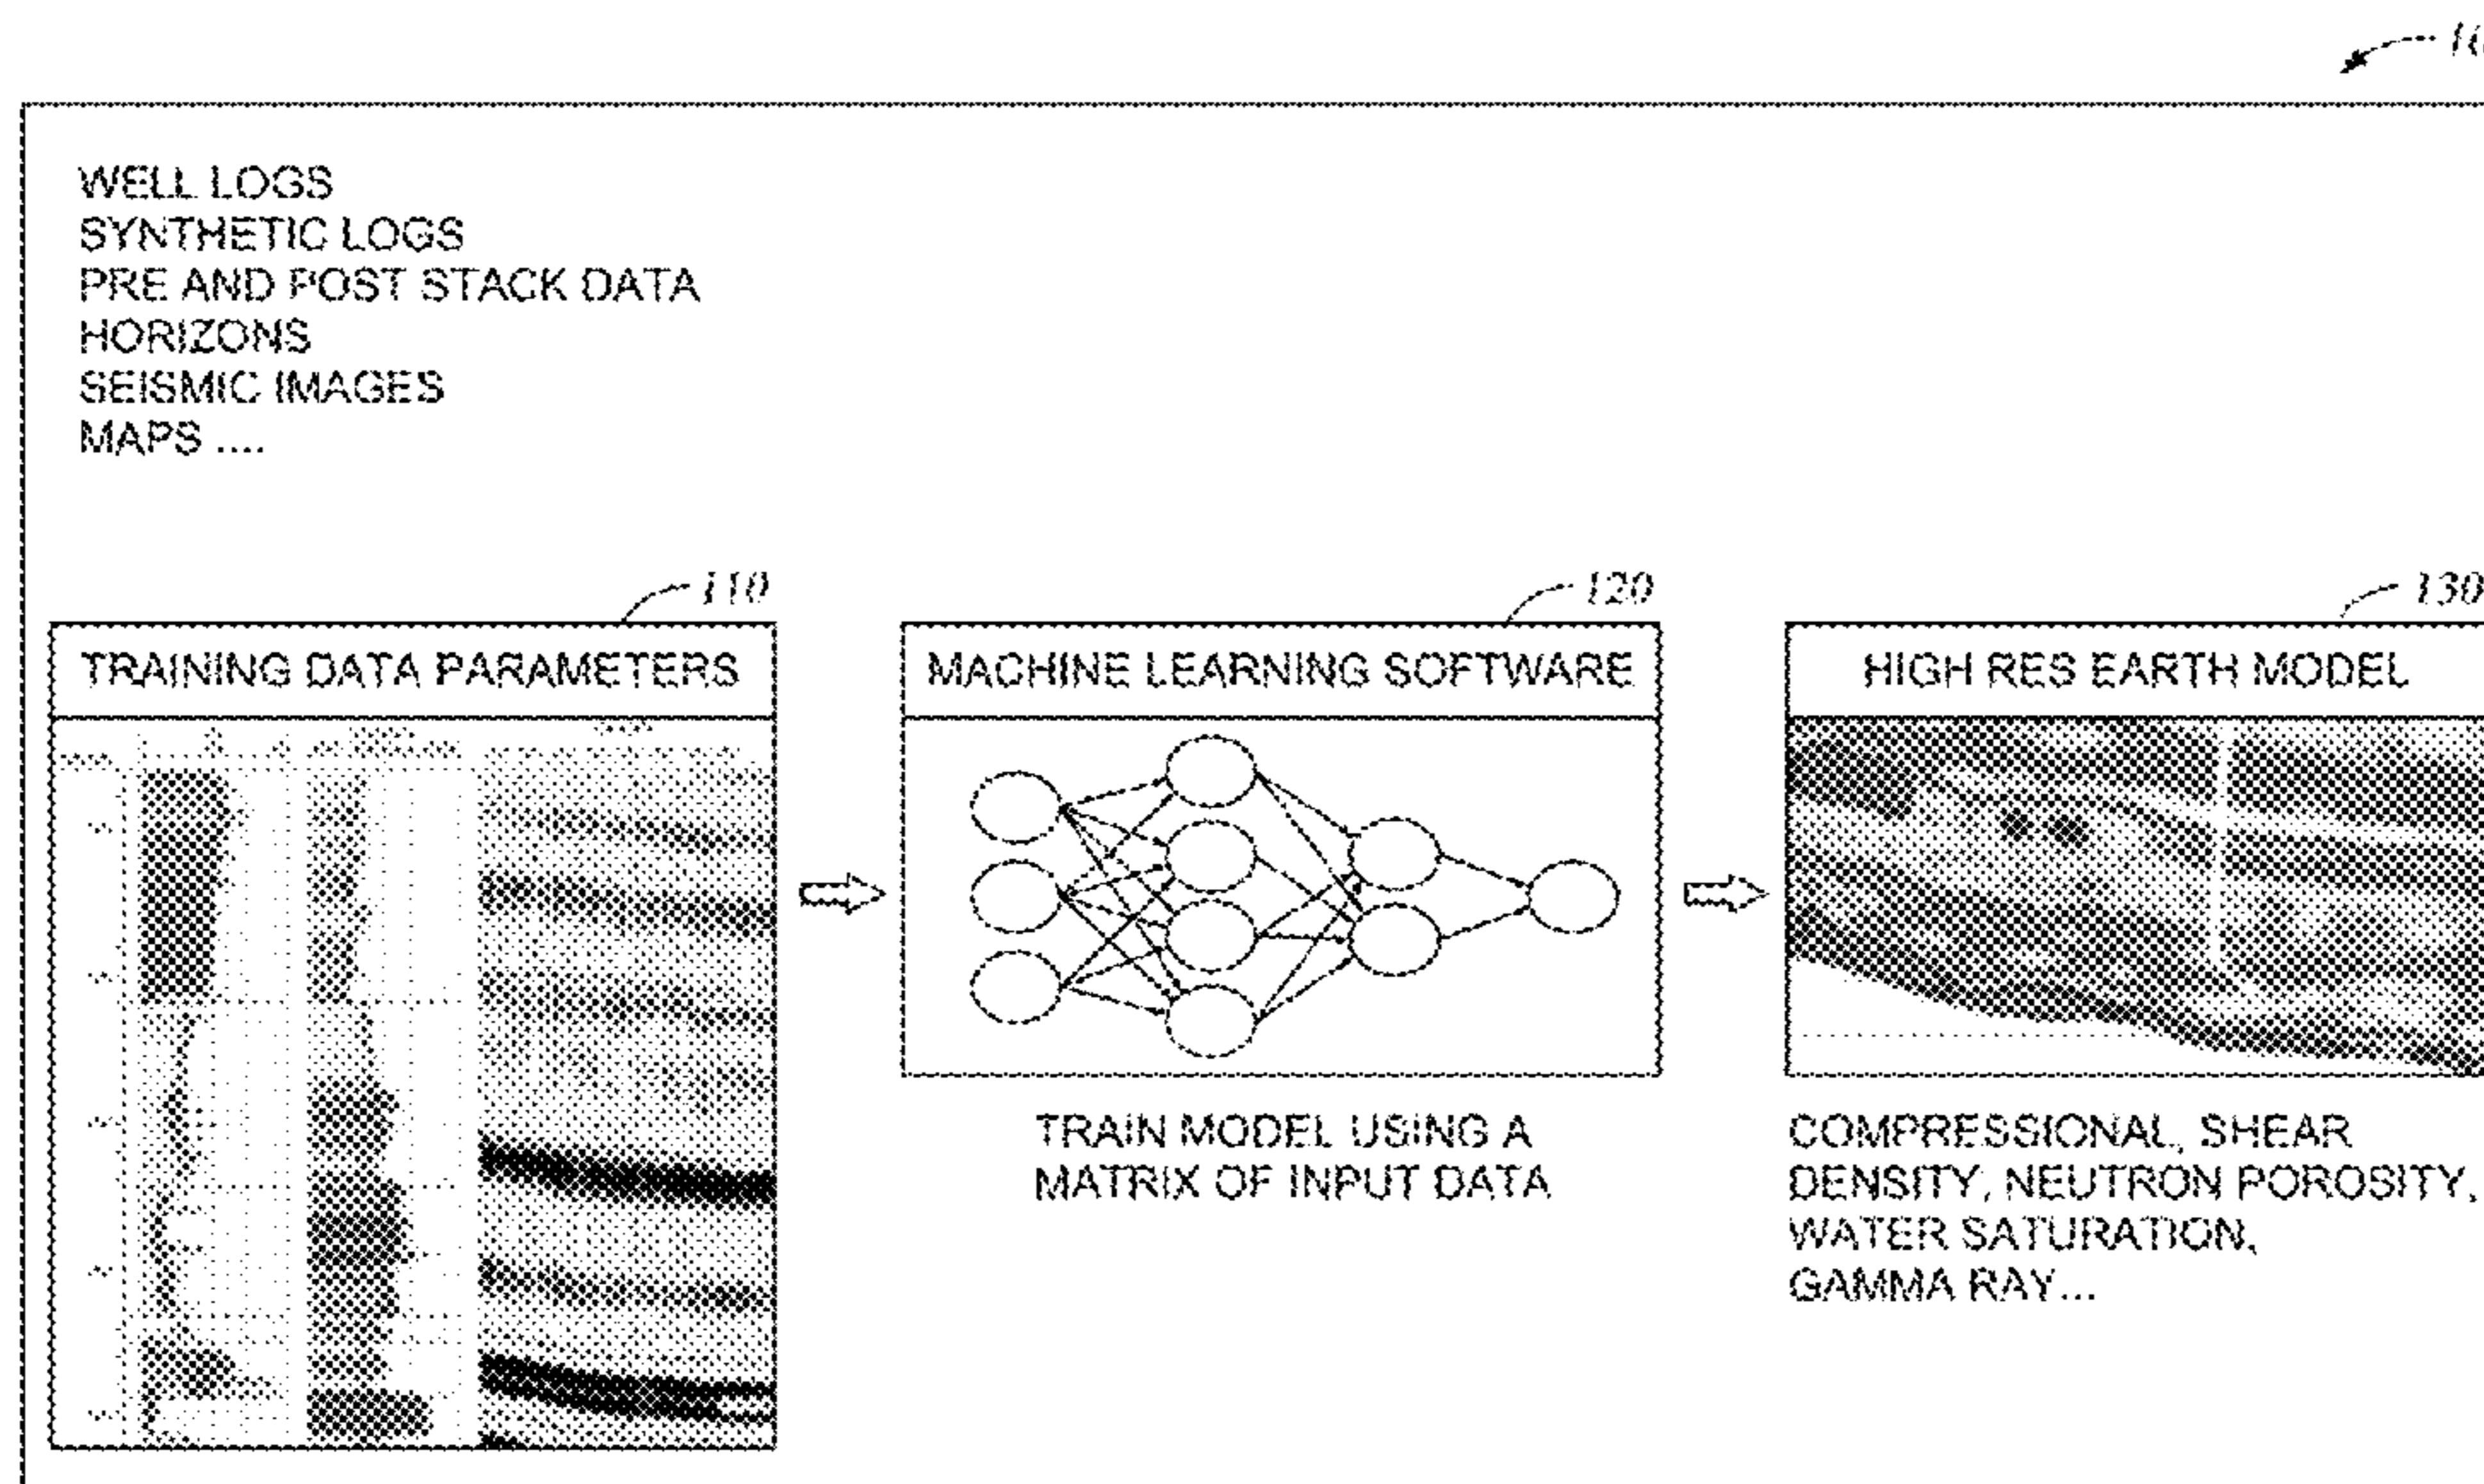 WELL LOGS
SYNTHETIC LOGS
PRE AND POST STACK DATA
HORIZONS
SEISMIC IMAGES
MAPS ....
110
120
130
TRAINING DATA PARAMETERS
MACHINE LEARNING SOFTWARE
HIGH RES EARTH MODEL
TRAIN MODEL USING A
MATRIX OF INPUT DATA
COMPRESSIONAL, SHEAR
DENSITY, NEUTRON POROSITY,
WATER SATURATION,
GAMMA RAY...